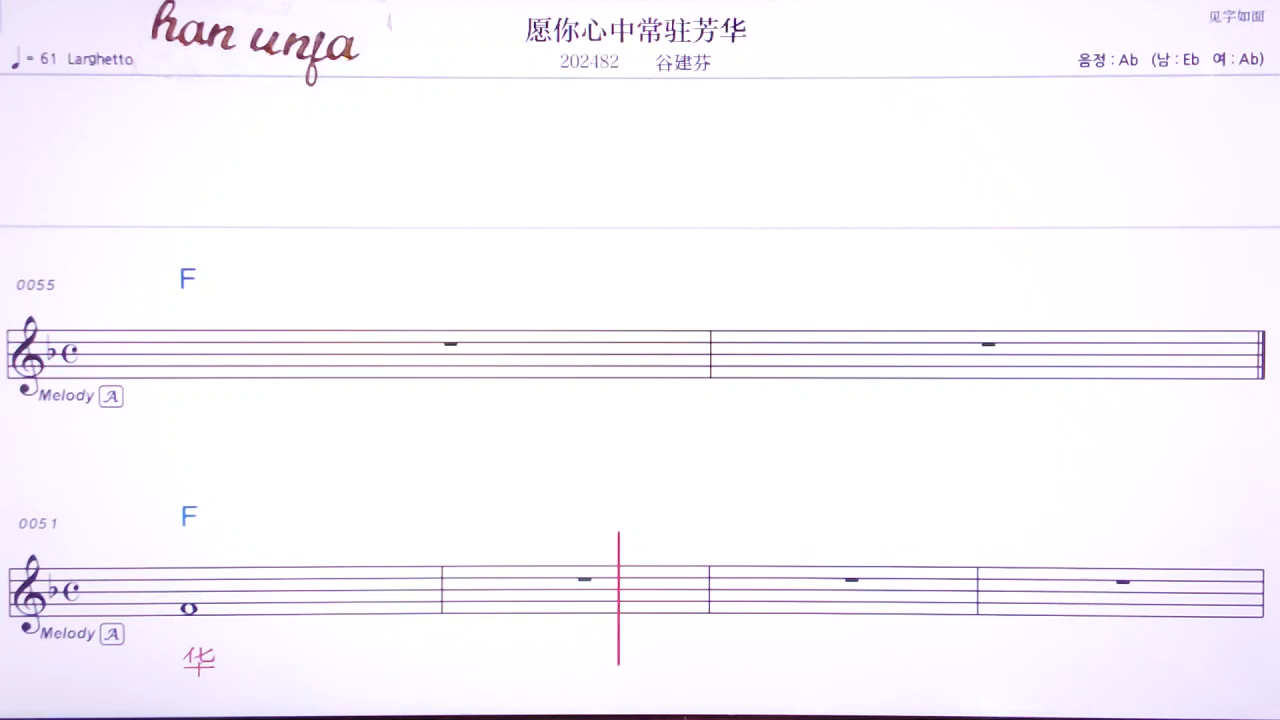 han unfa
愿你心中常驻芳华
见字如面
♩= 61 Larghetto
202482 谷建芬
음정 : Ab (남 : Eb 여 : Ab)
0055
F
Melody A
0051
F
Melody A
华